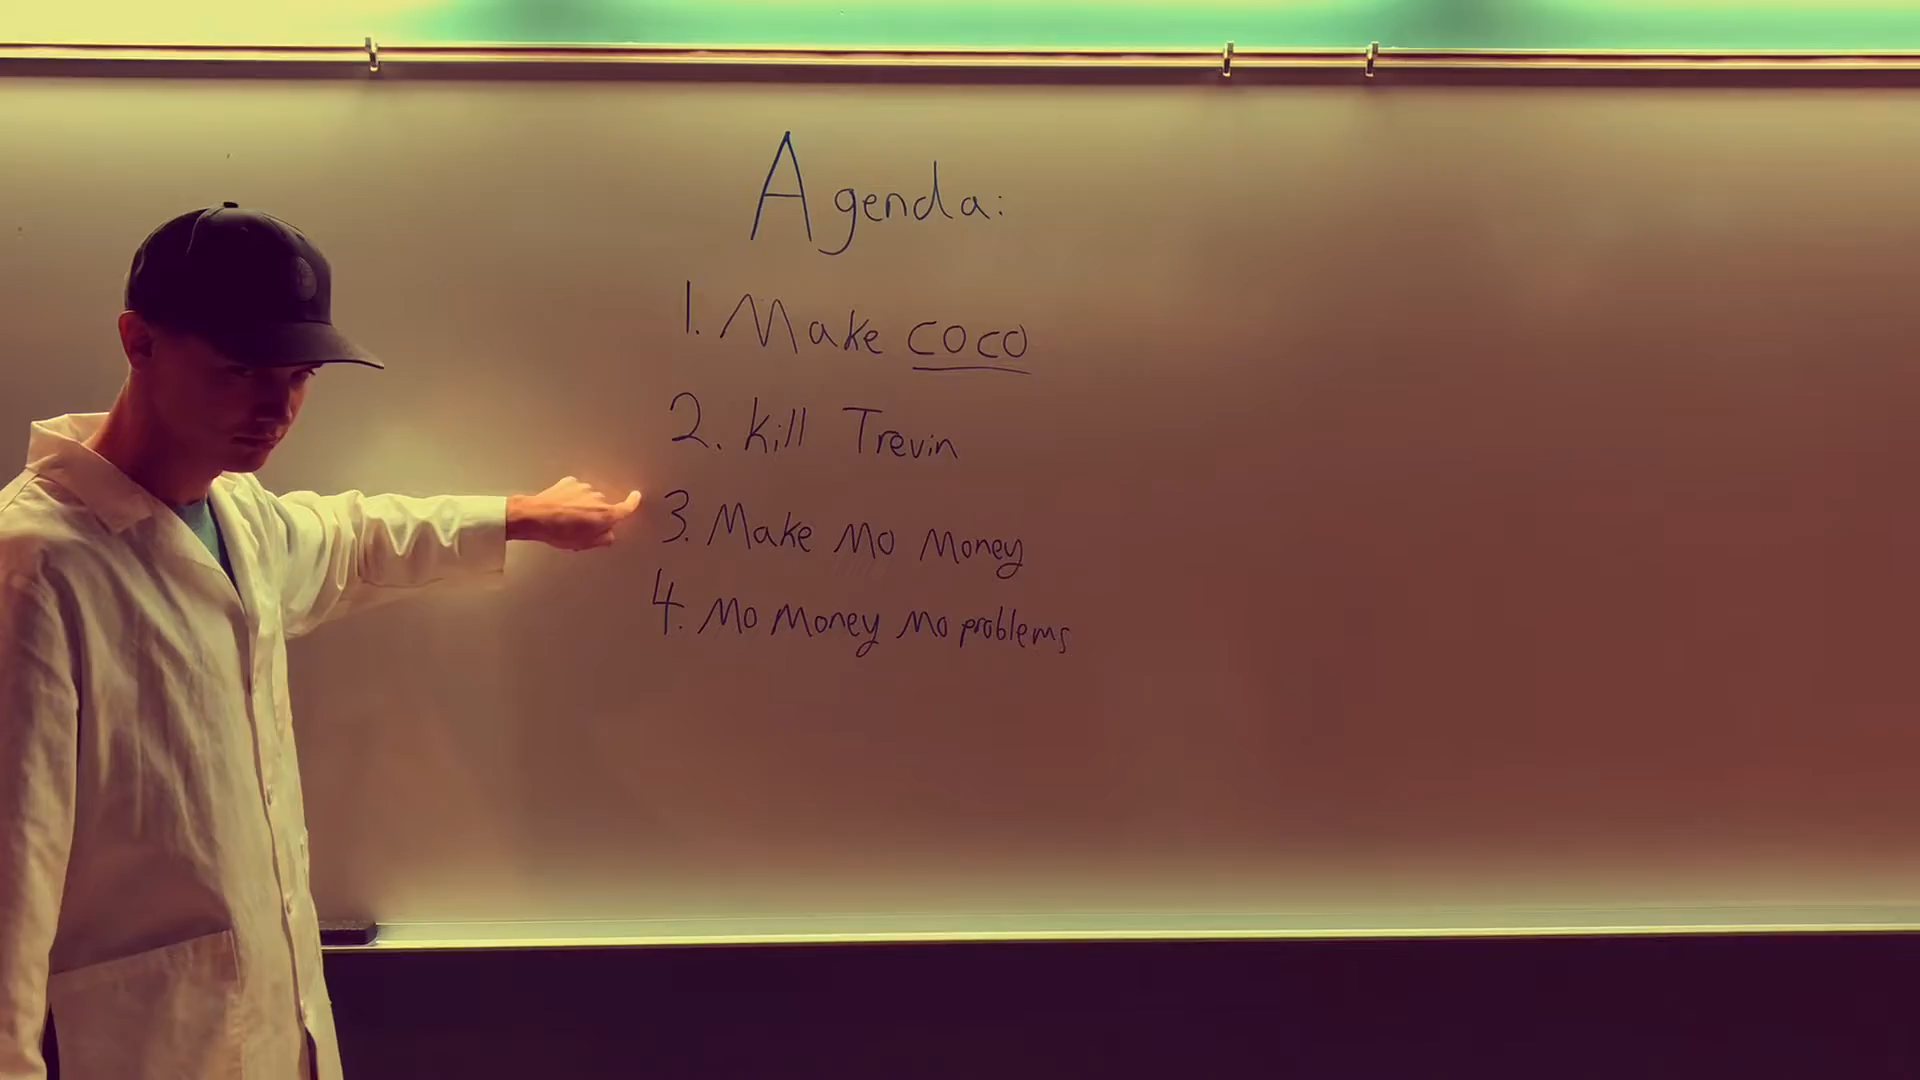 Agenda:
1. Make coco
2. Kill Trevin
3. Make Mo Money
4. Mo Money Mo problems